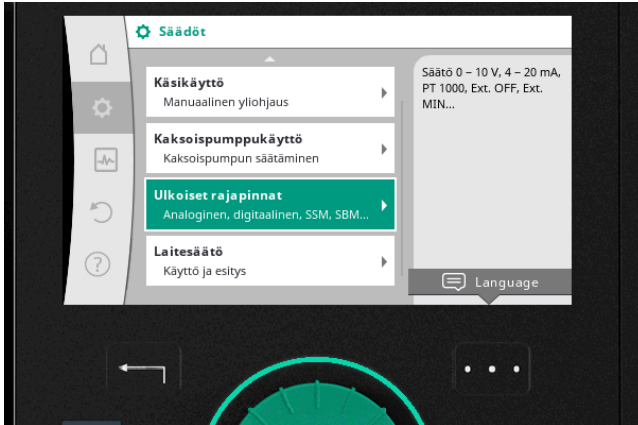 Säädöt
Käsikäyttö
Manuaalinen yliohjaus
Kaksoispumppukäyttö
Kaksoispumpun säätäminen
Ulkoiset rajapinnat
Analoginen, digitaalinen, SSM, SBM...
Laitesäätö
Käyttö ja esitys
Säätö 0 – 10 V, 4 – 20 mA,
PT 1000, Ext. OFF, Ext.
MIN...
Language